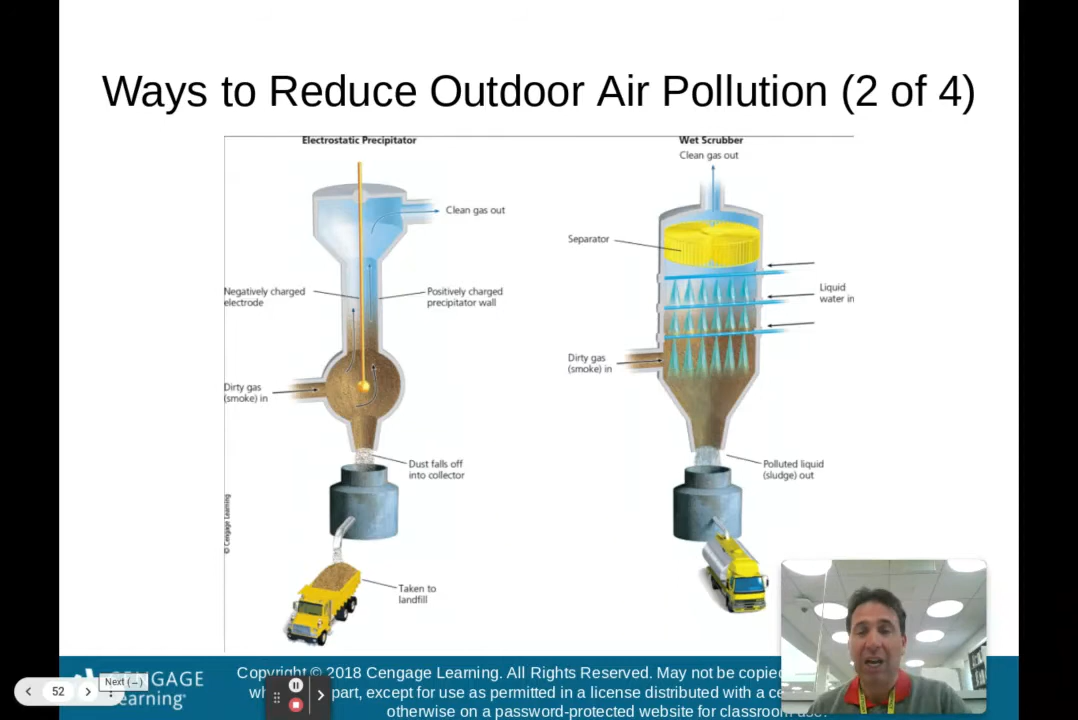 Ways to Reduce Outdoor Air Pollution (2 of 4)
Electrostatic Precipitator
Clean gas out
Negatively charged
electrode
Positively charged
precipitator wall
Dirty gas
(smoke) in
Dust falls off
into collector
Taken to
landfill
© Cengage Learning
Wet Scrubber
Clean gas out
Separator
Liquid
water in
Dirty gas
(smoke) in
Polluted liquid
(sludge) out
52
Next (→)
CENGAGE
Learning®
Copyright © 2018 Cengage Learning. All Rights Reserved. May not be copied
part, except for use as permitted in a license distributed with a
otherwise on a password-protected website for classroom use.